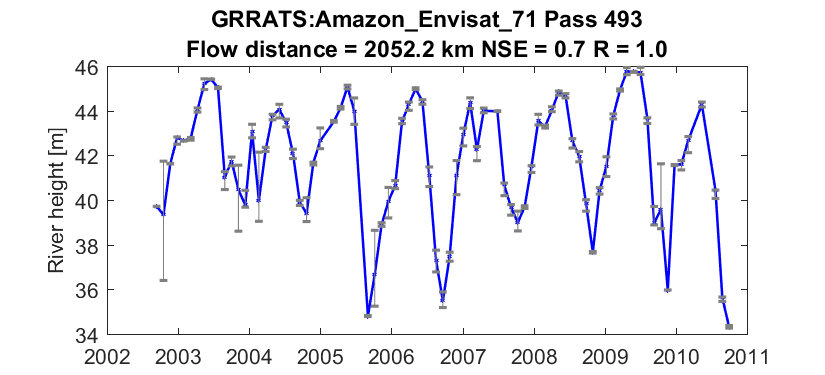 GRRATS:Amazon_Envisat_71 Pass 493
Flow distance = 2052.2 km NSE = 0.7 R = 1.0
46
44
42
40
38
36
34
River height [m]
2002 2003 2004 2005 2006 2007 2008 2009 2010 2011